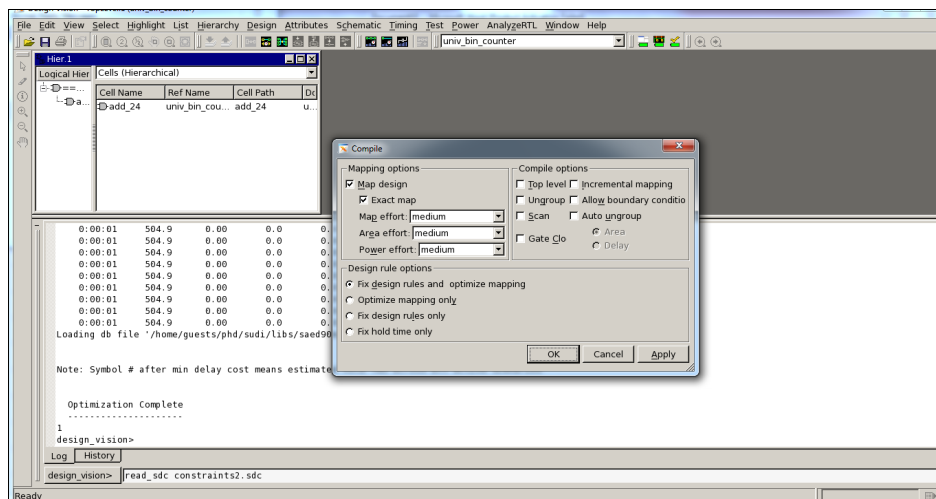 File Edit View Select Highlight List Hierarchy Design Attributes Schematic Timing Test Power AnalyzeRTL Window Help
univ_bin_counter
Hier.1
Logical Hier
Cells (Hierarchical)
Cell Name Ref Name Cell Path Dc
add_24 univ_bin_cou... add_24 u...
a...
Compile
Mapping options
Map design
Exact map
Map effort: medium
Area effort: medium
Power effort: medium
Compile options
Top level Incremental mapping
Ungroup Allow boundary conditio
Scan Auto ungroup
Gate Clo
Area
Delay
Design rule options
Fix design rules and optimize mapping
Optimize mapping only
Fix design rules only
Fix hold time only
OK Cancel Apply
0:00:01 504.9 0.00 0.0 0.
0:00:01 504.9 0.00 0.0 0.
0:00:01 504.9 0.00 0.0 0.
0:00:01 504.9 0.00 0.0 0.
0:00:01 504.9 0.00 0.0 0.
0:00:01 504.9 0.00 0.0 0.
0:00:01 504.9 0.00 0.0 0.
0:00:01 504.9 0.00 0.0 0.
0:00:01 504.9 0.00 0.0 0.
Loading db file '/home/guests/phd/sudi/libs/saed90
Note: Symbol # after min delay cost means estimate
Optimization Complete
---------------------
1
design_vision>
Log History
design_vision> read_sdc constraints2.sdc
Ready